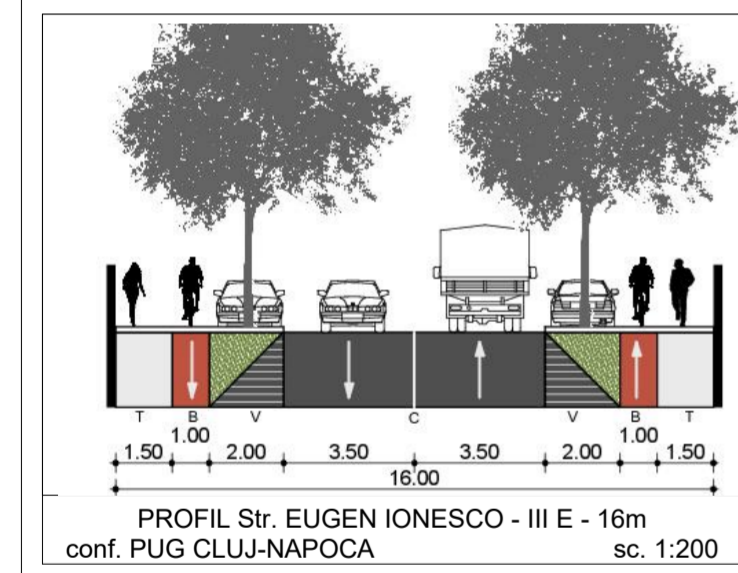 T B V C V B T
1.00 1.00
1.50 2.00 3.50 3.50 2.00 1.50
16.00
PROFIL Str. EUGEN IONESCO - III E - 16m
conf. PUG CLUJ-NAPOCA sc. 1:200